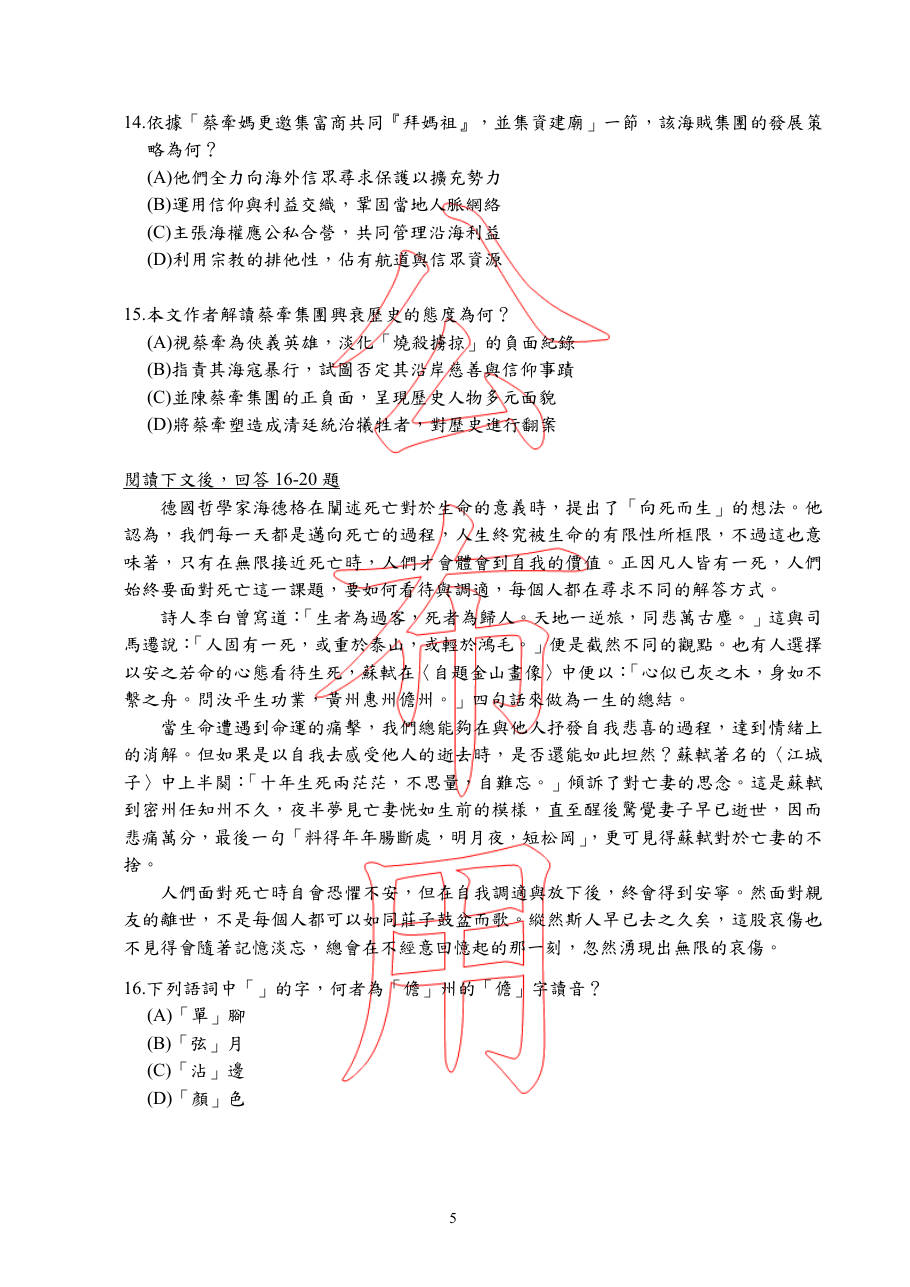 14.依據「蔡牽媽更邀集富商共同『拜媽祖』，並集資建廟」一節，該海賊集團的發展策
略為何？
(A)他們全力向海外信眾尋求保護以擴充勢力
(B)運用信仰與利益交織，鞏固當地人脈網絡
(C)主張海權應公私合營，共同管理沿海利益
(D)利用宗教的排他性，佔有航道與信眾資源
15.本文作者解讀蔡牽集團興衰歷史的態度為何？
(A)視蔡牽為俠義英雄，淡化「燒殺擄掠」的負面紀錄
(B)指責其海寇暴行，試圖否定其沿岸慈善與信仰事蹟
(C)並陳蔡牽集團的正負面，呈現歷史人物多元面貌
(D)將蔡牽塑造成清廷統治犧牲者，對歷史進行翻案
閱讀下文後，回答 16-20 題
德國哲學家海德格在闡述死亡對於生命的意義時，提出了「向死而生」的想法。他
認為，我們每一天都是邁向死亡的過程，人生終究被生命的有限性所框限，不過這也意
味著，只有在無限接近死亡時，人們才會體會到自我的價值。正因凡人皆有一死，人們
始終要面對死亡這一課題，要如何看待與調適，每個人都在尋求不同的解答方式。
詩人李白曾寫道：「生者為過客，死者為歸人。天地一逆旅，同悲萬古塵。」這與司
馬遷說：「人固有一死，或重於泰山，或輕於鴻毛。」便是截然不同的觀點。也有人選擇
以安之若命的心態看待生死，蘇軾在〈自題金山畫像〉中便以：「心似已灰之木，身如不
繫之舟。問汝平生功業，黃州惠州儋州。」四句話來做為一生的總結。
當生命遭遇到命運的痛擊，我們總能夠在與他人抒發自我悲喜的過程，達到情緒上
的消解。但如果是以自我去感受他人的逝去時，是否還能如此坦然？蘇軾著名的〈江城
子〉中上半闋：「十年生死兩茫茫，不思量，自難忘。」傾訴了對亡妻的思念。這是蘇軾
到密州任知州不久，夜半夢見亡妻恍如生前的模樣，直至醒後驚覺妻子早已逝世，因而
悲痛萬分，最後一句「料得年年腸斷處，明月夜，短松岡」，更可見得蘇軾對於亡妻的不
捨。
人們面對死亡時自會恐懼不安，但在自我調適與放下後，終會得到安寧。然面對親
友的離世，不是每個人都可以如同莊子鼓盆而歌。縱然斯人早已去之久矣，這股哀傷也
不見得會隨著記憶淡忘，總會在不經意回憶起的那一刻，忽然湧現出無限的哀傷。
16.下列語詞中「」的字，何者為「儋」州的「儋」字讀音？
(A)「單」腳
(B)「弦」月
(C)「沾」邊
(D)「顏」色
公布用
5